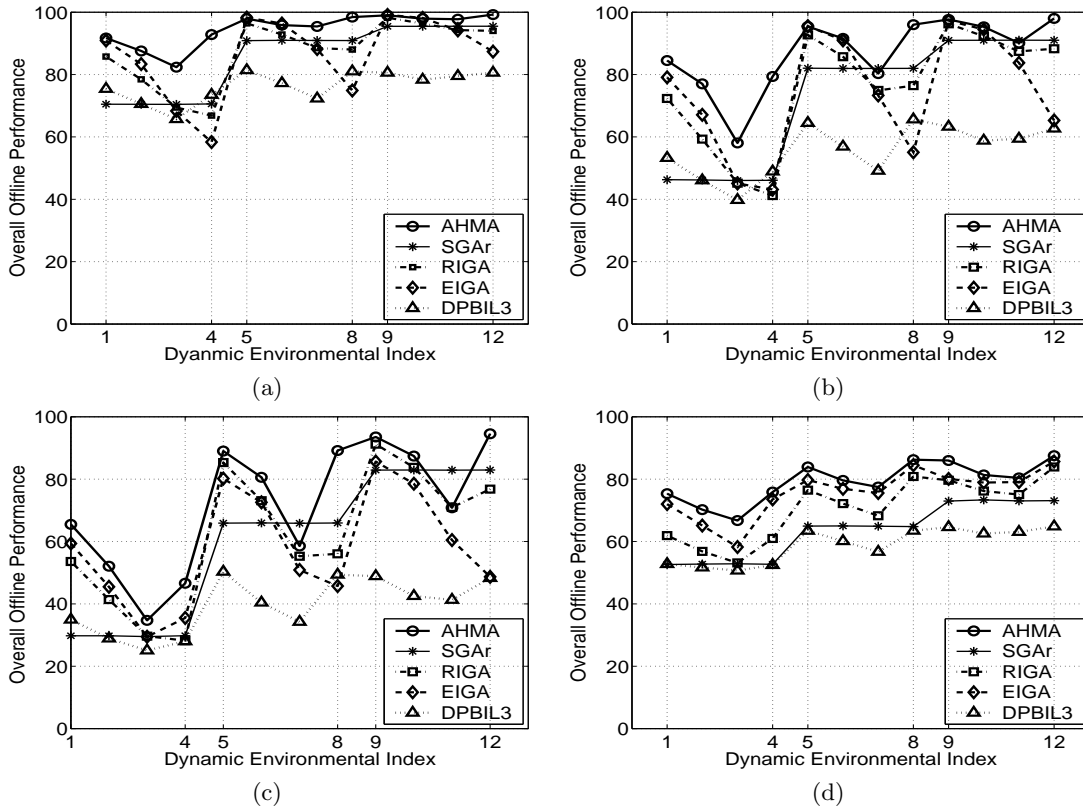 100
80
60
40
20
0
Overall Offline Performance
AHMA
SGAr
RIGA
EIGA
DPBIL3
1 4 5 8 9 12
Dyanmic Environmental Index
(a)
100
80
60
40
20
0
Overall Offline Performance
AHMA
SGAr
RIGA
EIGA
DPBIL3
1 4 5 8 9 12
Dynamic Environmental Index
(b)
100
80
60
40
20
0
Overall Offline Performance
AHMA
SGAr
RIGA
EIGA
DPBIL3
1 4 5 8 9 12
Dynamic Environmental Index
(c)
100
80
60
40
20
0
Overall Offline Performance
AHMA
SGAr
RIGA
EIGA
DPBIL3
1 4 5 8 9 12
Dynamic Environmental Index
(d)